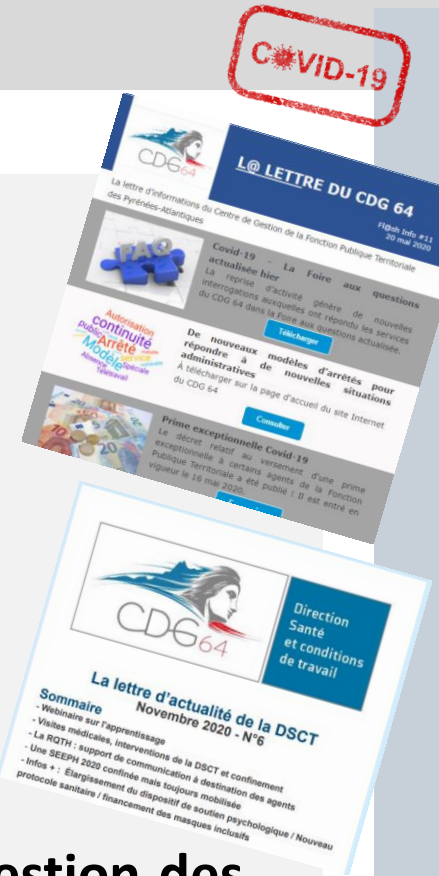 COVID-19
CDG 64
L@ LETTRE DU CDG 64
Fl@sh Info #11
20 mai 2020
La lettre d'informations du Centre de Gestion de la Fonction Publique Territoriale
des Pyrénées-Atlantiques
FAQ
Covid-19 - La Foire aux questions
actualisée hier
La reprise d'activité génère de nouvelles
interrogations auxquelles ont répondu les services
du CDG 64 dans la Foire aux questions actualisée.
Télécharger
Autorisation
continuité
public
Arrêté
service
Modèle
Spéciale
Absence
Télétravail
De nouveaux modèles d'arrêtés pour
répondre à de nouvelles situations
administratives
À télécharger sur la page d'accueil du site Internet
du CDG 64
Consulter
Prime exceptionnelle Covid-19
Le décret relatif au versement d'une prime
exceptionnelle à certains agents de la Fonction
Publique Territoriale a été publié ! Il est entré en
vigueur le 16 mai 2020.
CDG 64
Direction
Santé
et conditions
de travail
La lettre d'actualité de la DSCT
Novembre 2020 - N°6
Sommaire
- Webinaire sur l'apprentissage
- Visites médicales, interventions de la DSCT et confinement
- La RQTH : support de communication à destination des agents
- Une SEEPH 2020 confinée mais toujours mobilisée
- Infos + : Élargissement du dispositif de soutien psychologique / Nouveau
protocole sanitaire / financement des masques inclusifs
estion des